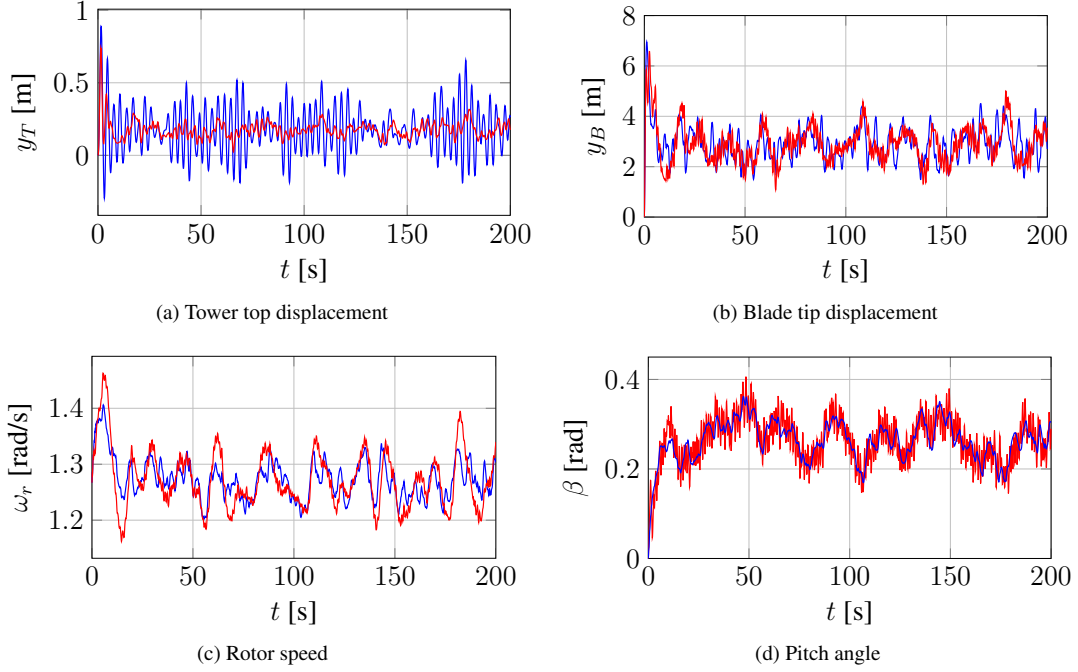 1
0.5
0
y_T [m]
0
50
100
150
200
t [s]
(a) Tower top displacement
8
6
4
2
0
y_B [m]
0
50
100
150
200
t [s]
(b) Blade tip displacement
1.4
1.3
1.2
ω_r [rad/s]
0
50
100
150
200
t [s]
(c) Rotor speed
0.4
0.2
0
β [rad]
0
50
100
150
200
t [s]
(d) Pitch angle